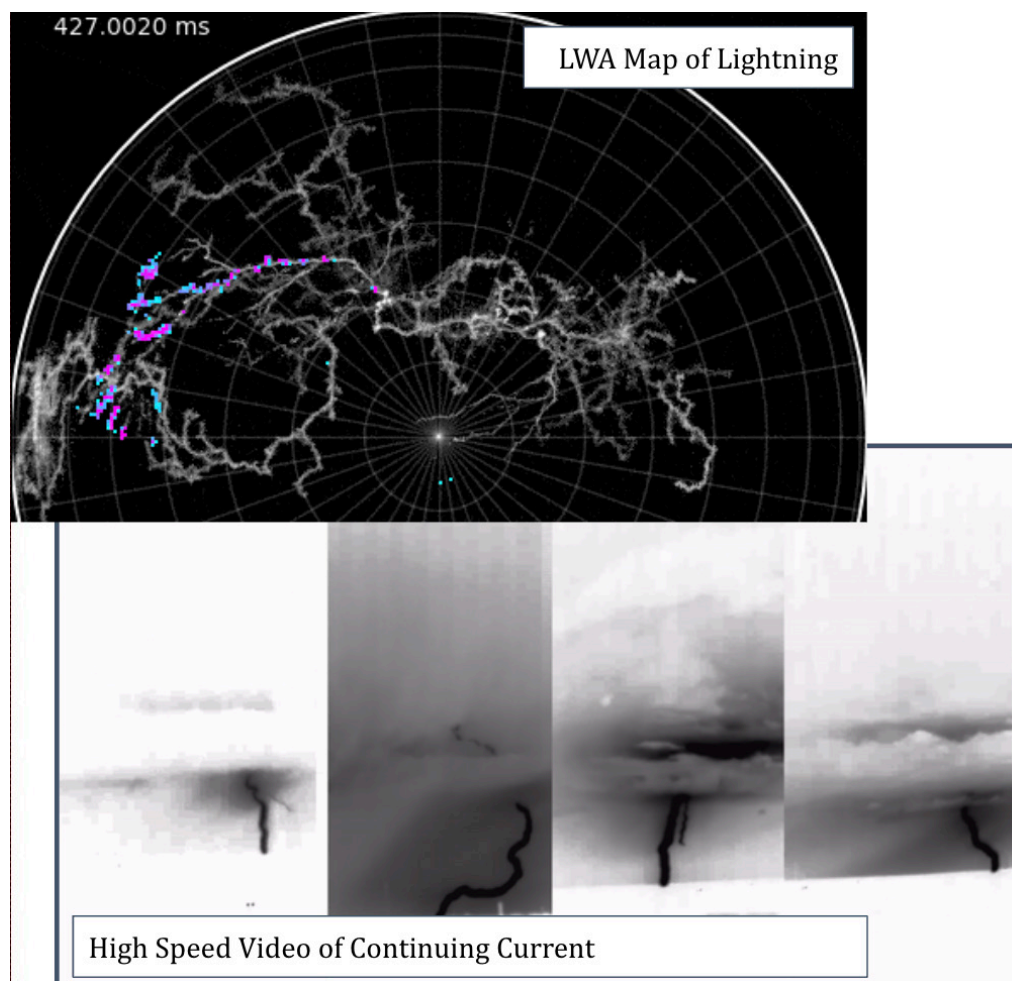 427.0020 ms
LWA Map of Lightning
High Speed Video of Continuing Current